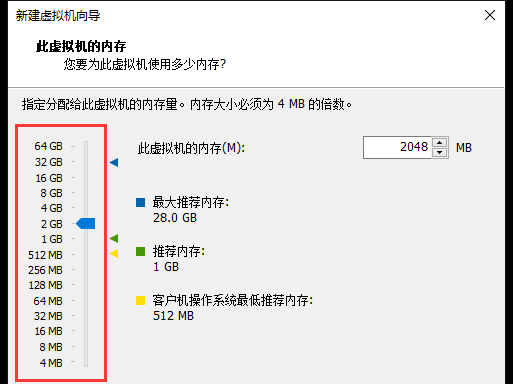 新建虚拟机向导
此虚拟机的内存
您要为此虚拟机使用多少内存?
指定分配给此虚拟机的内存量。内存大小必须为 4 MB 的倍数。
64 GB
32 GB
16 GB
8 GB
4 GB
2 GB
1 GB
512 MB
256 MB
128 MB
64 MB
32 MB
16 MB
8 MB
4 MB
此虚拟机的内存(M): 2048 MB
最大推荐内存:
28.0 GB
推荐内存:
1 GB
客户机操作系统最低推荐内存:
512 MB